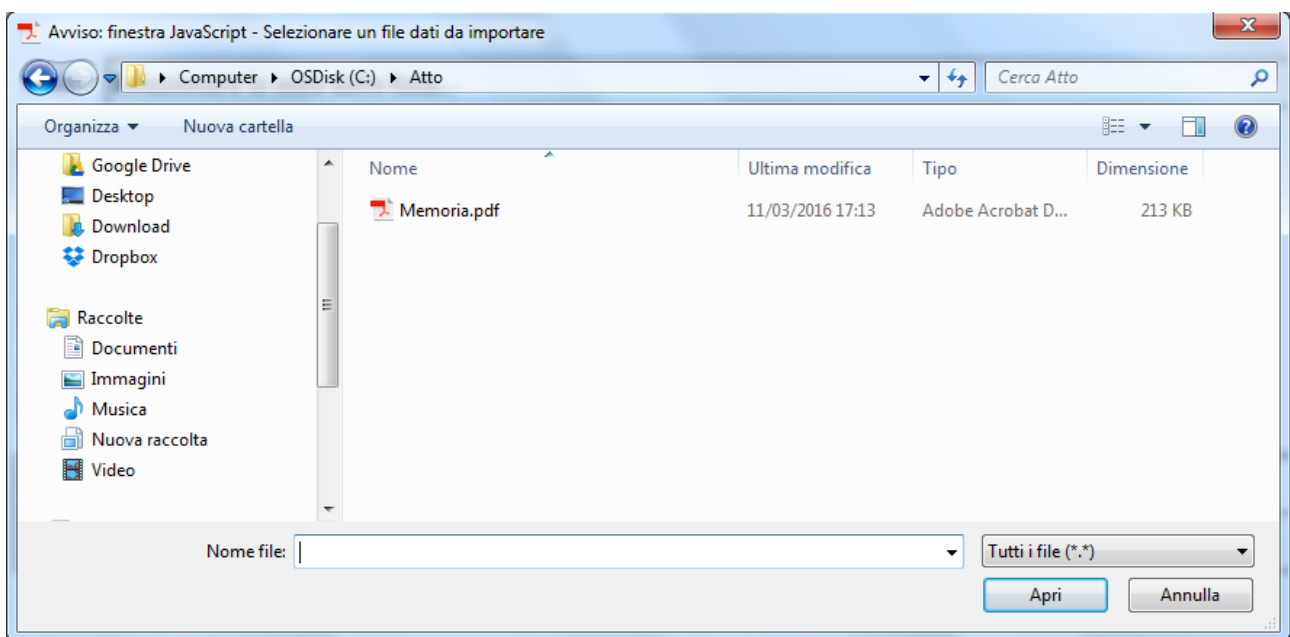 Avviso: finestra JavaScript - Selezionare un file dati da importare
Computer OSDisk (C:) Atto
Cerca Atto
Organizza Nuova cartella
Google Drive
Desktop
Download
Dropbox
Raccolte
Documenti
Immagini
Musica
Nuova raccolta
Video
Nome Ultima modifica Tipo Dimensione
Memoria.pdf 11/03/2016 17:13 Adobe Acrobat D... 213 KB
Nome file: Tutti i file (*.*)
Apri Annulla